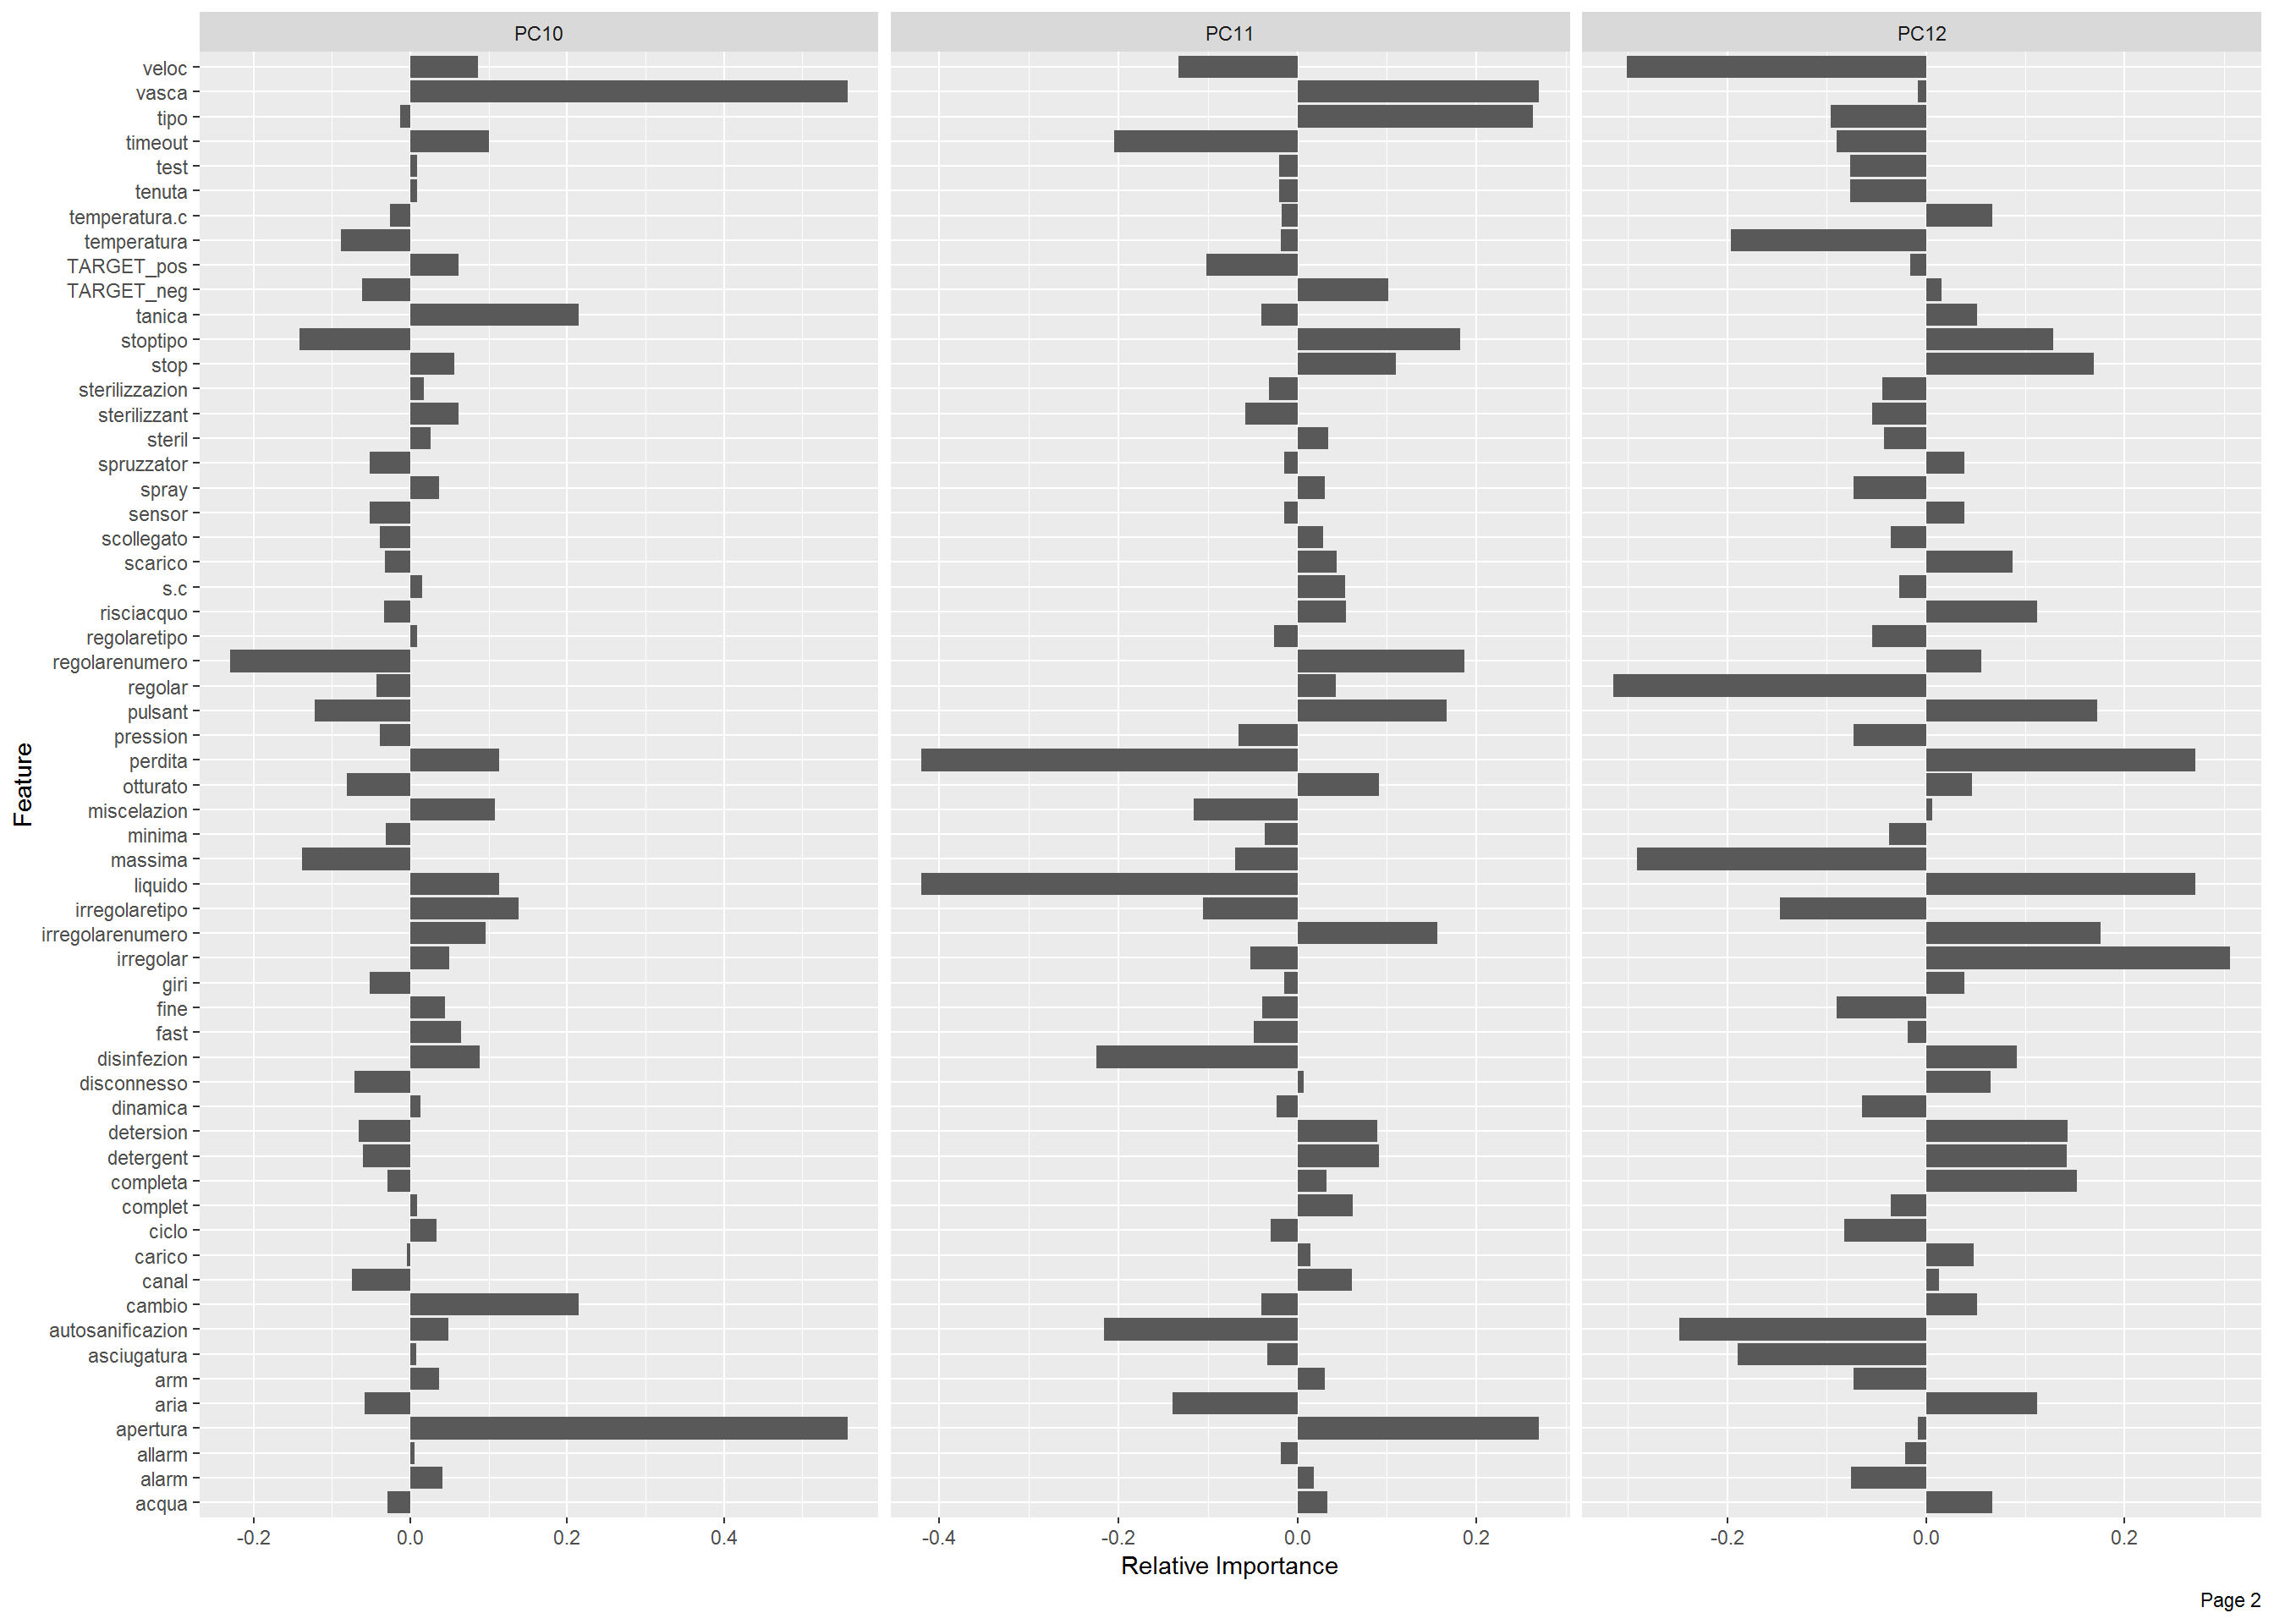 PC10 PC11 PC12
veloc
vasca
tipo
timeout
test
tenuta
temperatura.c
temperatura
TARGET_pos
TARGET_neg
tanica
stoptipo
stop
sterilizzazion
sterilizzant
steril
spruzzator
spray
sensor
scollegato
scarico
s.c
risciacquo
regolaretipo
regolarenumero
regolar
pulsant
pression
perdita
otturato
miscelazion
minima
massima
liquido
irregolaretipo
irregolarenumero
irregolar
giri
fine
fast
disinfezion
disconnesso
dinamica
detersion
detergent
completa
complet
ciclo
carico
canal
cambio
autosanificazion
asciugatura
arm
aria
apertura
allarm
alarm
acqua
Feature
-0.2 0.0 0.2 0.4 -0.4 -0.2 0.0 0.2 -0.2 0.0 0.2
Relative Importance
Page 2